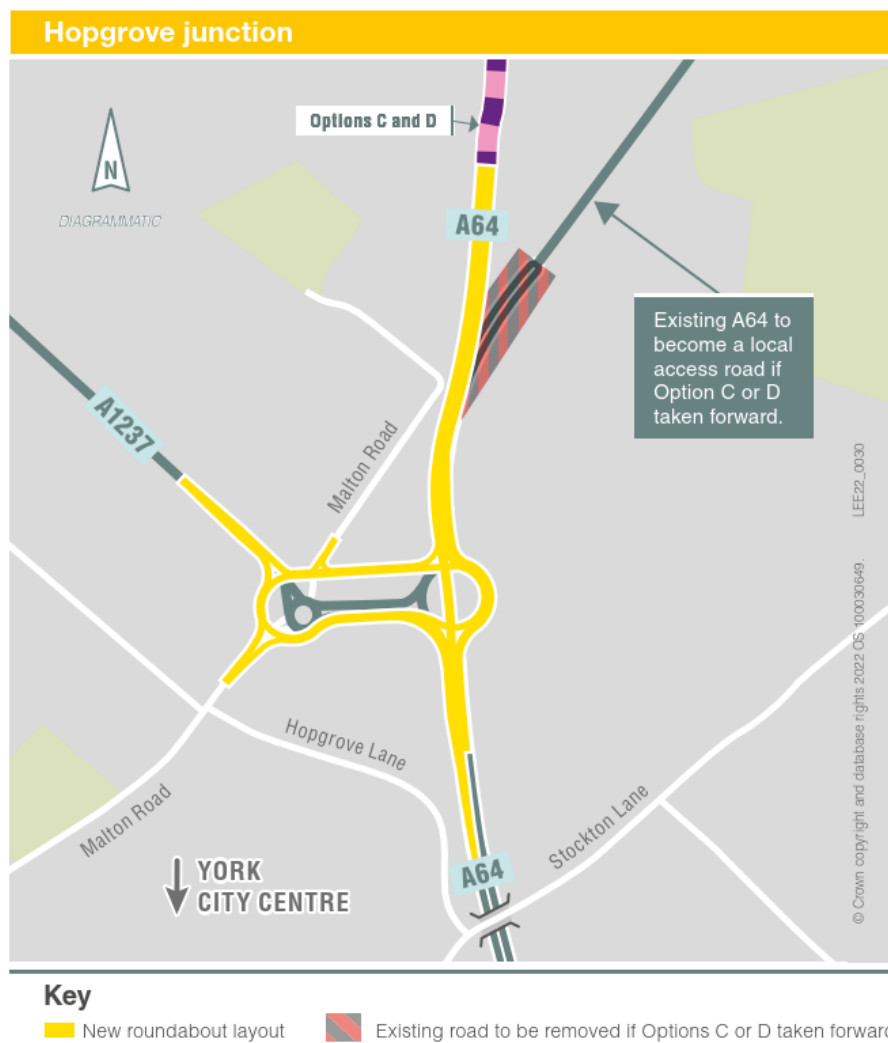 Hopgrove junction
Options C and D
N
DIAGRAMMATIC
A64
Existing A64 to
become a local
access road if
Option C or D
taken forward.
A1237
Malton Road
LEE22_0030
© Crown copyright and database rights 2022 OS 100030649.
Hopgrove Lane
Malton Road
Stockton Lane
A64
YORK
CITY CENTRE
Key
New roundabout layout
Existing road to be removed if Options C or D taken forward